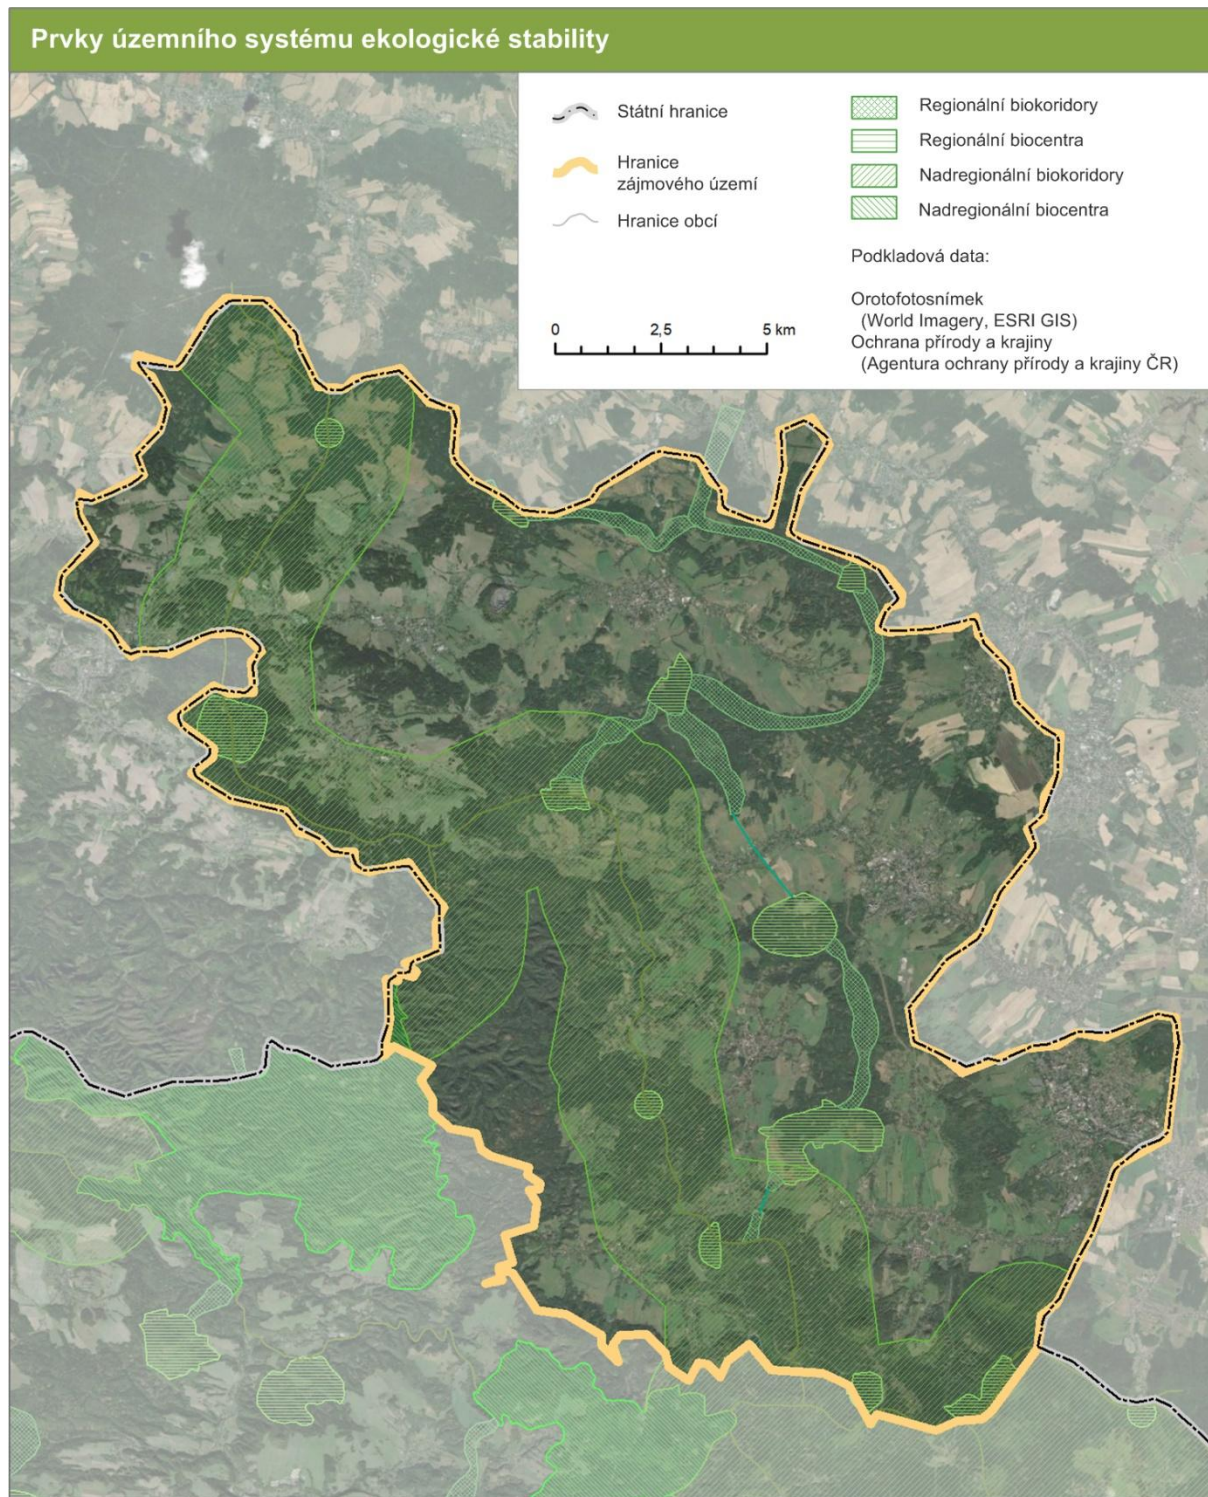 Prvky územního systému ekologické stability
Státní hranice
Hranice
zájmového území
Hranice obcí
0 2,5 5 km
Regionální biokoridory
Regionální biocentra
Nadregionální biokoridory
Nadregionální biocentra
Podkladová data:
Orotofotosnímek
(World Imagery, ESRI GIS)
Ochrana přírody a krajiny
(Agentura ochrany přírody a krajiny ČR)